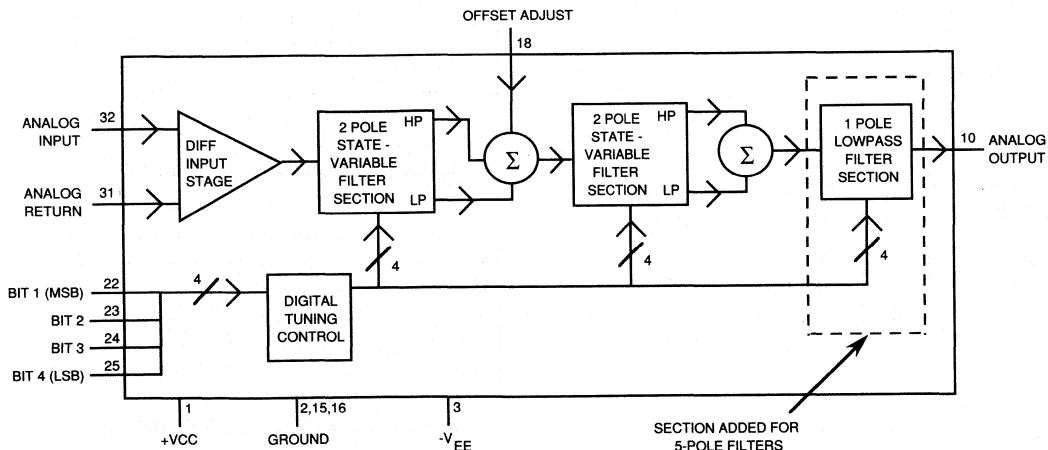 OFFSET ADJUST
18
ANALOG
INPUT
32
DIFF
INPUT
STAGE
2 POLE
STATE -
VARIABLE
FILTER
SECTION
HP
LP
Σ
2 POLE
STATE -
VARIABLE
FILTER
SECTION
HP
LP
Σ
1 POLE
LOWPASS
FILTER
SECTION
10
ANALOG
OUTPUT
ANALOG
RETURN
31
4
4
4
BIT 1 (MSB)
22
4
BIT 2
23
BIT 3
24
BIT 4 (LSB)
25
DIGITAL
TUNING
CONTROL
1
+VCC
2,15,16
GROUND
3
-VEE
SECTION ADDED FOR
5-POLE FILTERS